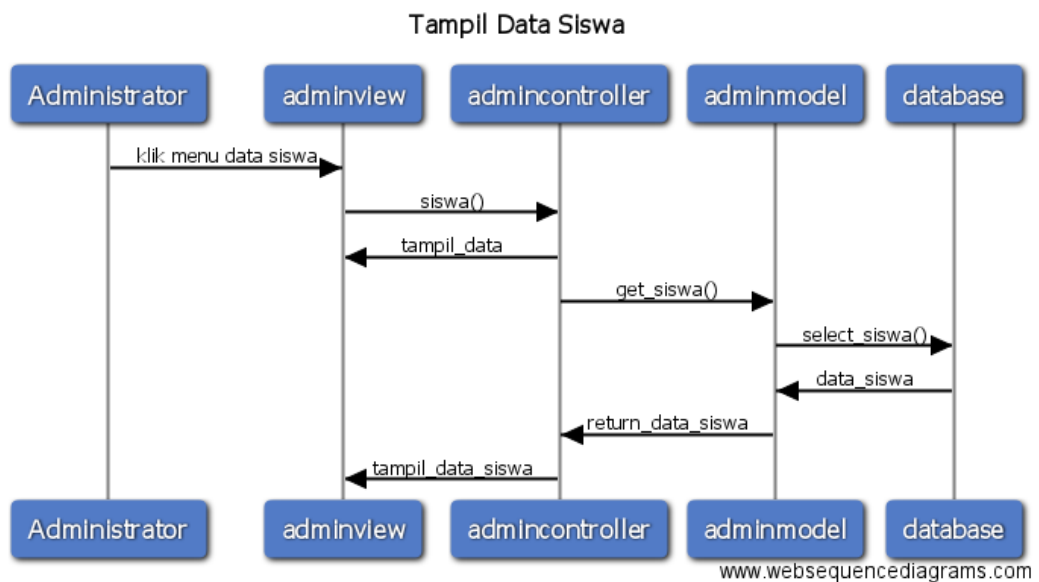 Tampil Data Siswa
Administrator
adminview
admincontroller
adminmodel
database
klik menu data siswa
siswa()
tampil_data
get_siswa()
select_siswa()
data_siswa
return_data_siswa
tampil_data_siswa
Administrator
adminview
admincontroller
adminmodel
database
www.websequencediagrams.com